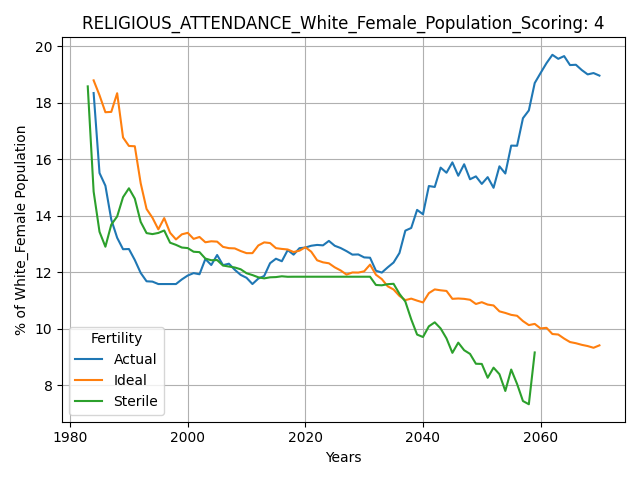 RELIGIOUS_ATTENDANCE_White_Female_Population_Scoring: 4
% of White_Female Population
20
18
16
14
12
10
8
Fertility
Actual
Ideal
Sterile
1980 2000 2020 2040 2060
Years